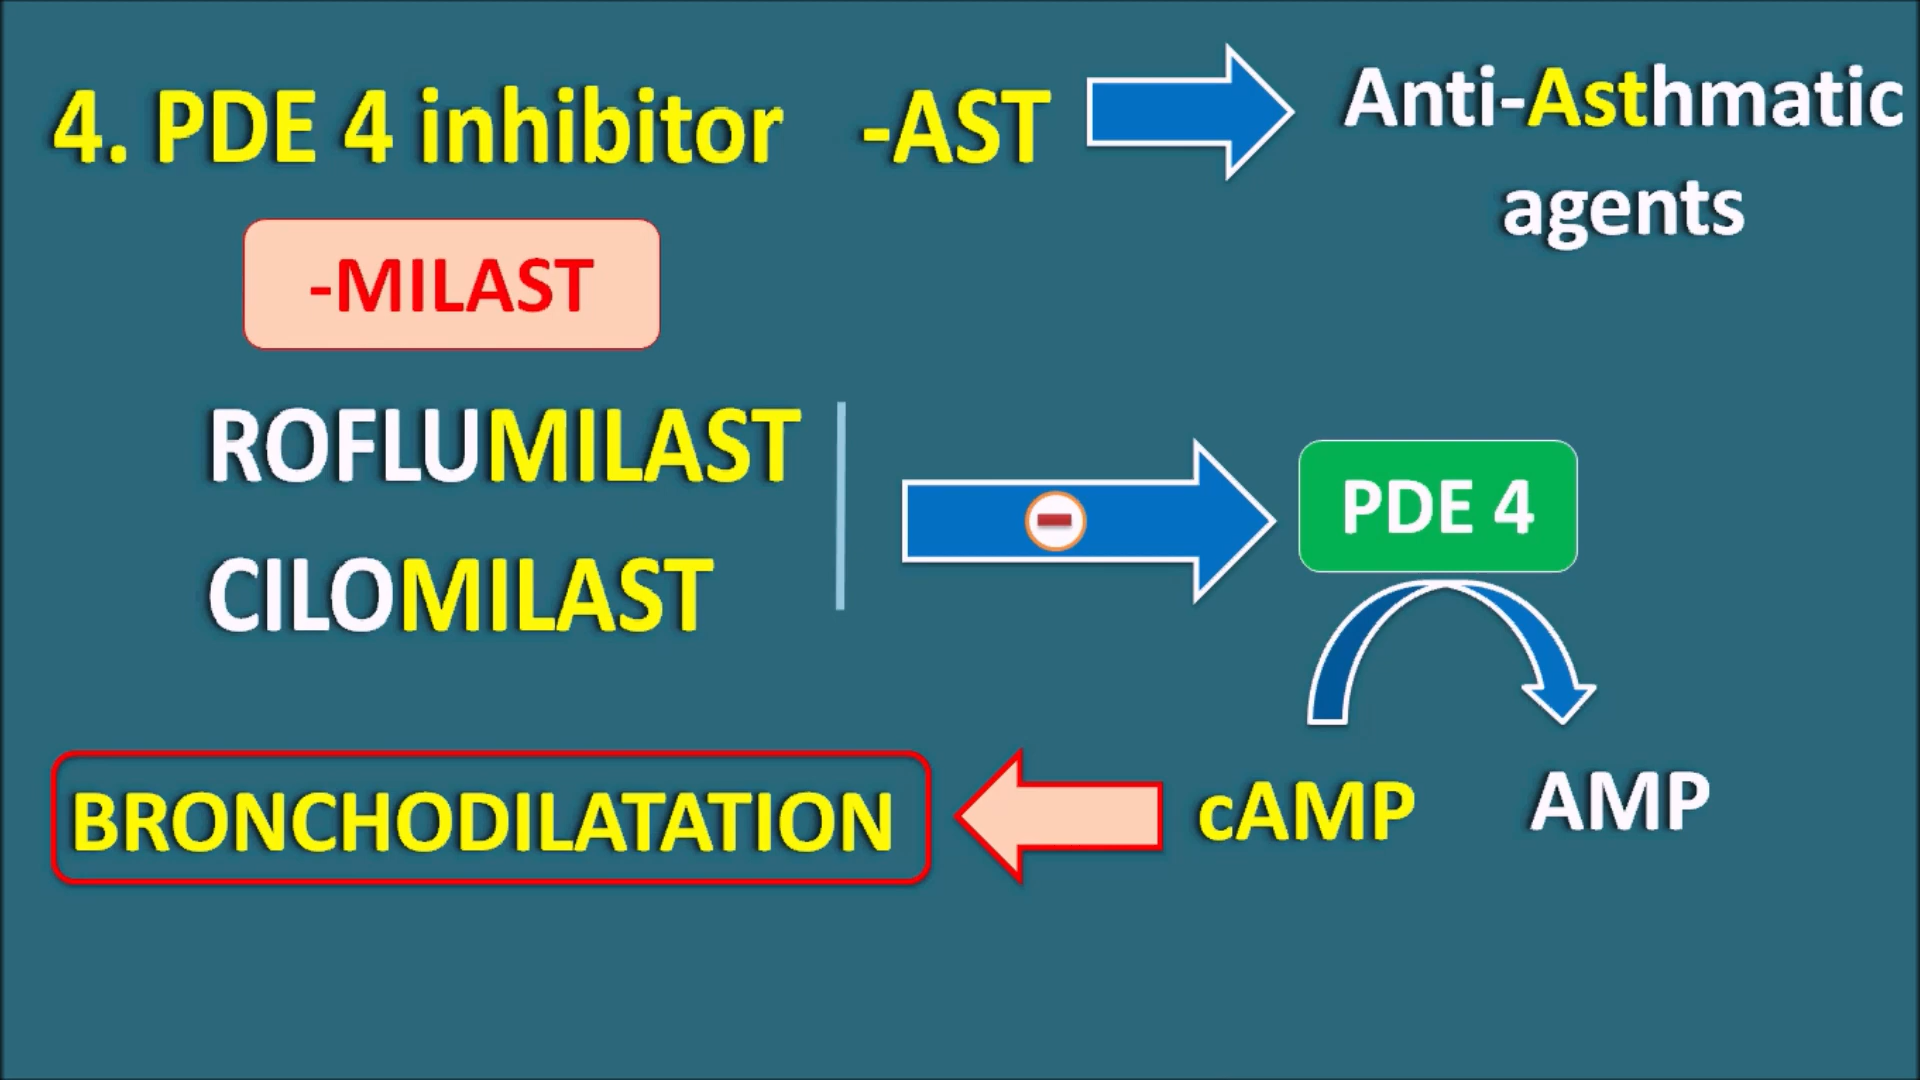 4. PDE 4 inhibitor -AST
Anti-Asthmatic
agents
-MILAST
ROFLUMILAST
CILOMILAST
PDE 4
BRONCHODILATATION
cAMP
AMP